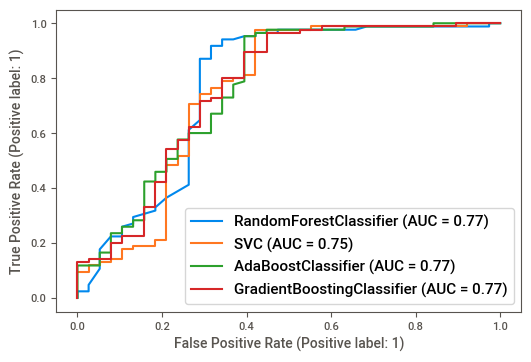 True Positive Rate (Positive label: 1)
1.0
0.8
0.6
0.4
0.2
0.0
RandomForestClassifier (AUC = 0.77)
SVC (AUC = 0.75)
AdaBoostClassifier (AUC = 0.77)
GradientBoostingClassifier (AUC = 0.77)
0.0 0.2 0.4 0.6 0.8 1.0
False Positive Rate (Positive label: 1)